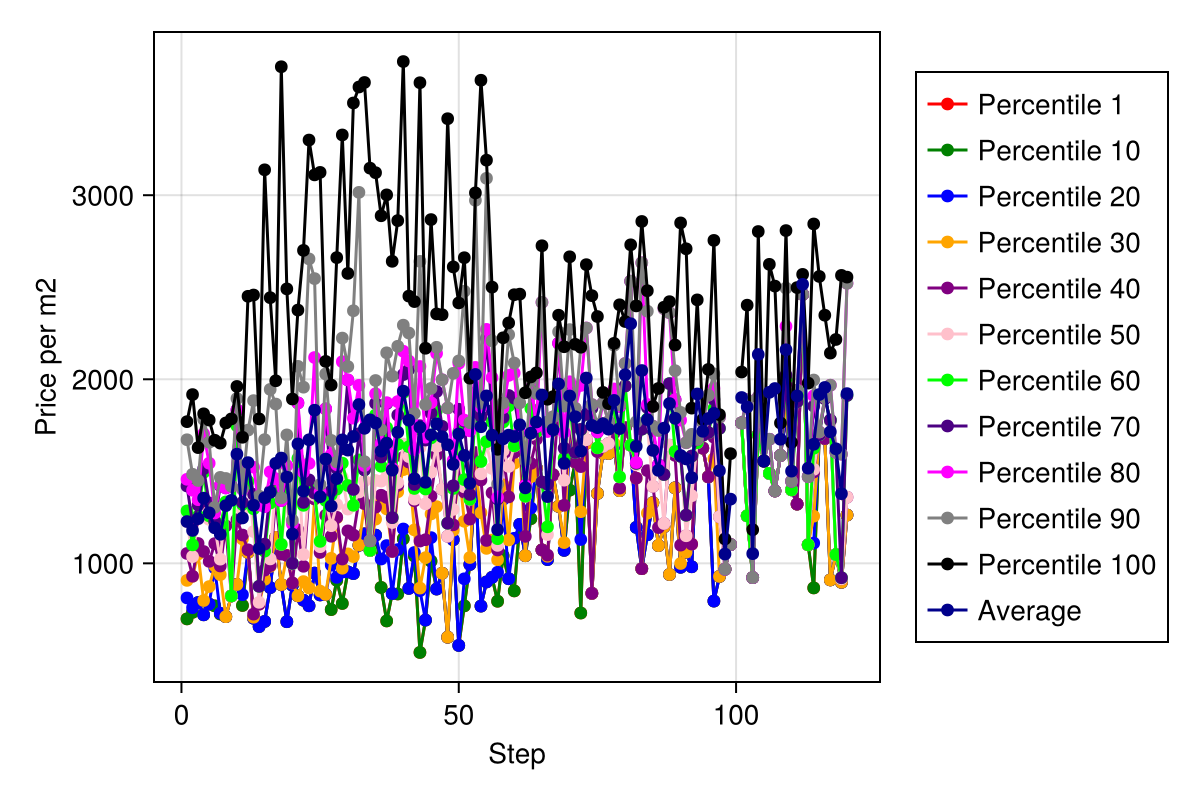 Price per m2
3000
2000
1000
0
50
100
Step
Percentile 1
Percentile 10
Percentile 20
Percentile 30
Percentile 40
Percentile 50
Percentile 60
Percentile 70
Percentile 80
Percentile 90
Percentile 100
Average